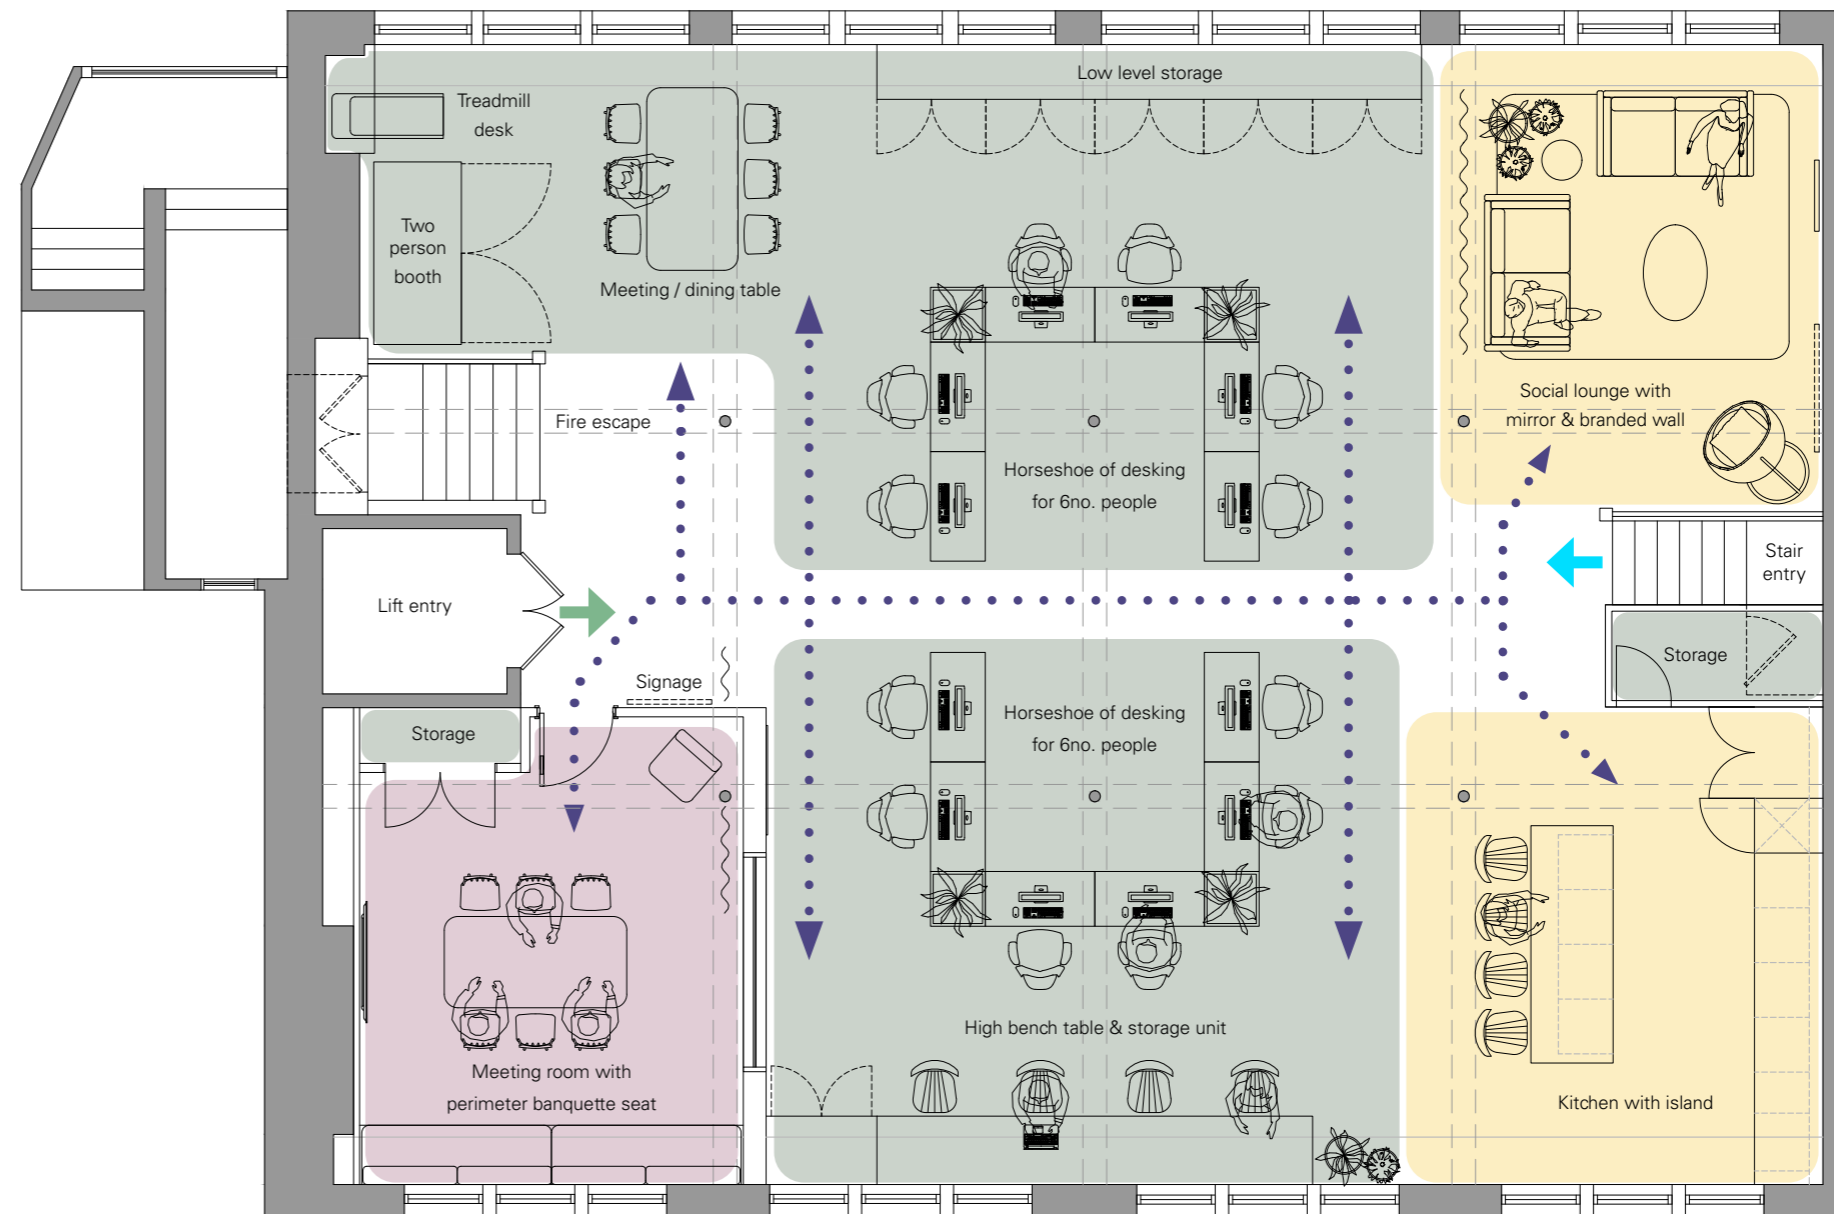 Low level storage
Treadmill
desk
Two
person
booth
Meeting / dining table
Social lounge with
mirror & branded wall
Fire escape
Horseshoe of desking
for 6no. people
Stair
entry
Lift entry
Storage
Signage
Storage
Horseshoe of desking
for 6no. people
High bench table & storage unit
Meeting room with
perimeter banquette seat
Kitchen with island